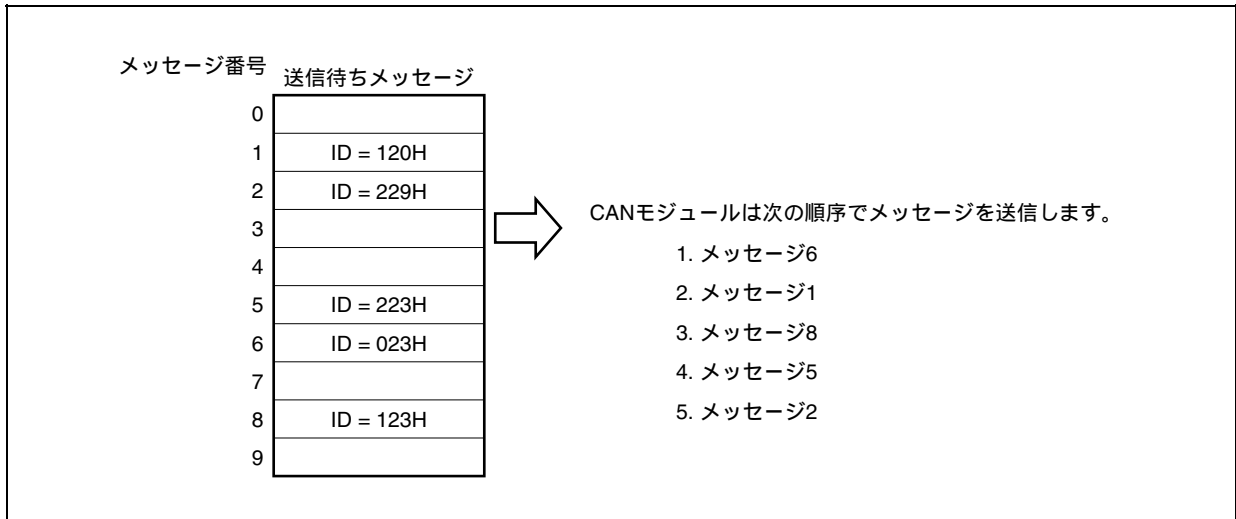 メッセージ番号 送信待ちメッセージ
0
1 ID = 120H
2 ID = 229H
3
4
5 ID = 223H
6 ID = 023H
7
8 ID = 123H
9
CANモジュールは次の順序でメッセージを送信します。
1. メッセージ6
2. メッセージ1
3. メッセージ8
4. メッセージ5
5. メッセージ2